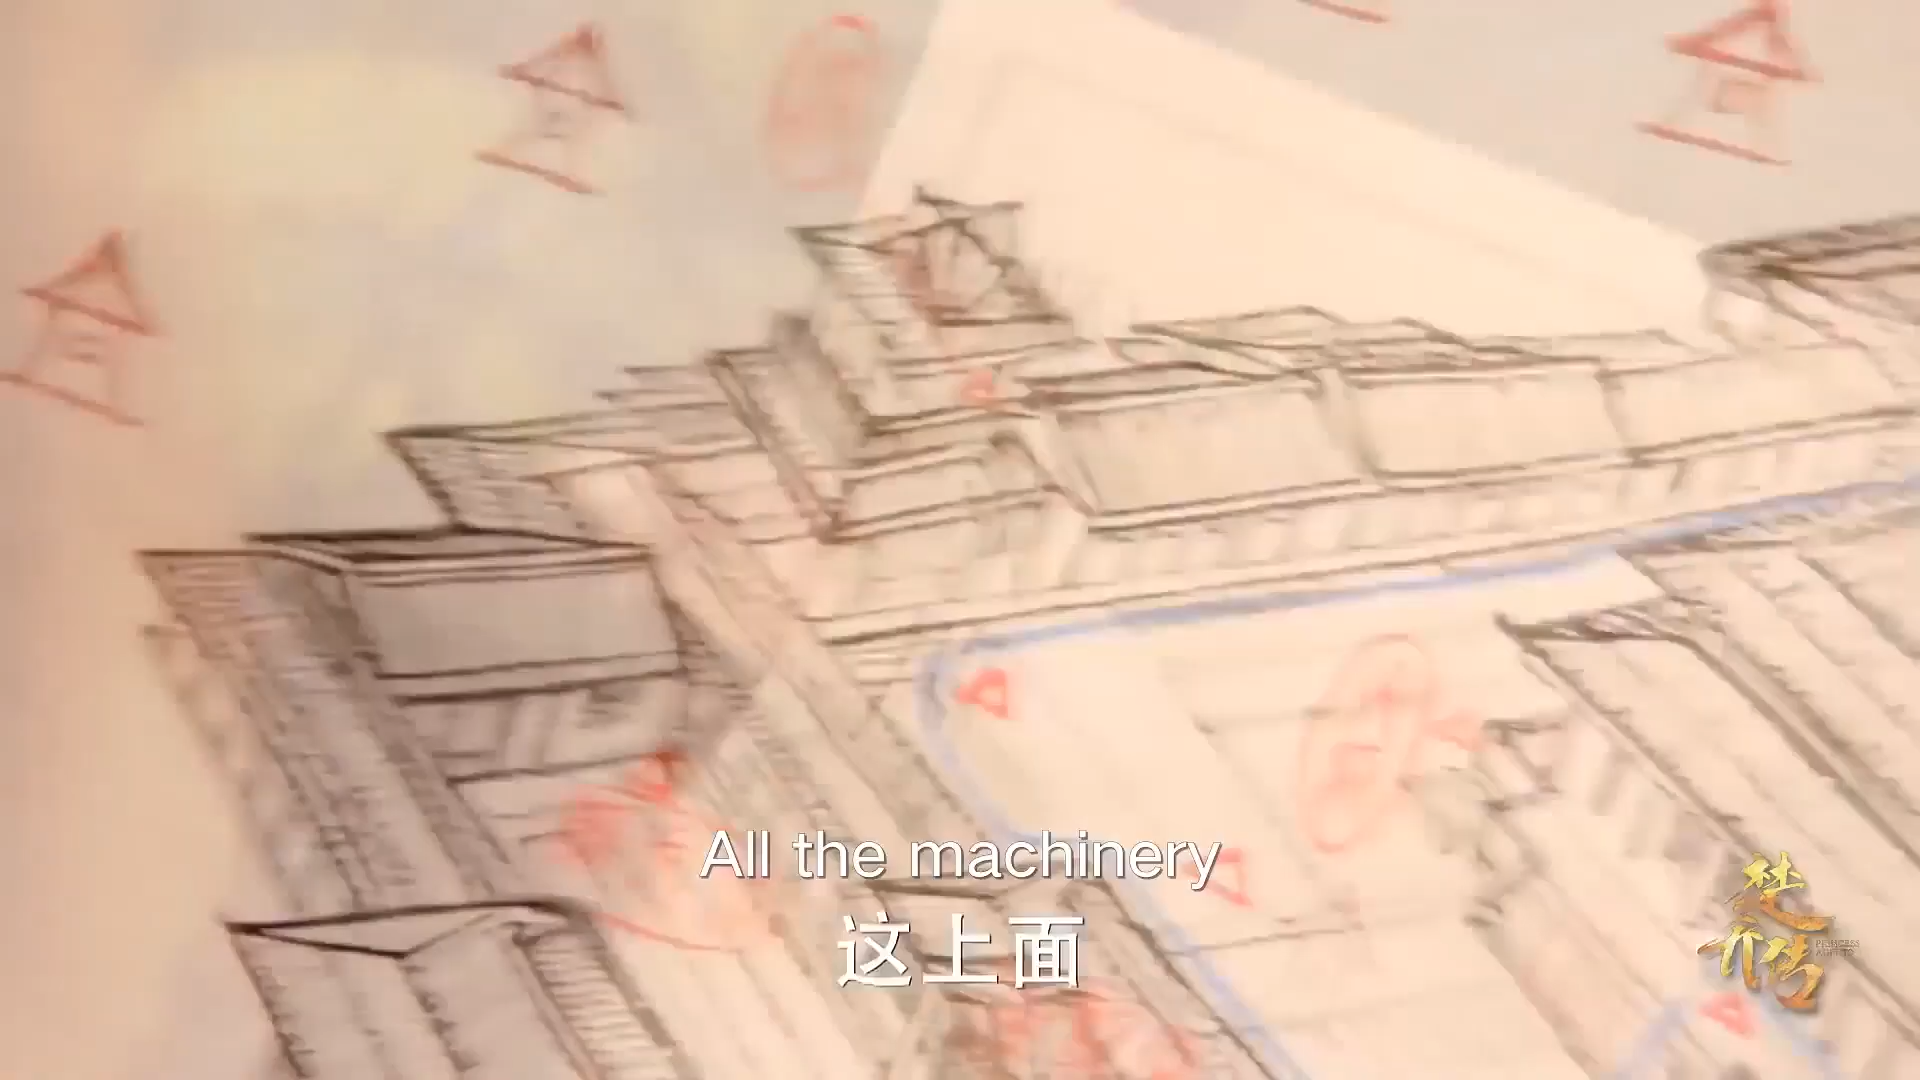 All the machinery
这上面
楚乔传
PRINCESS
AGENTS